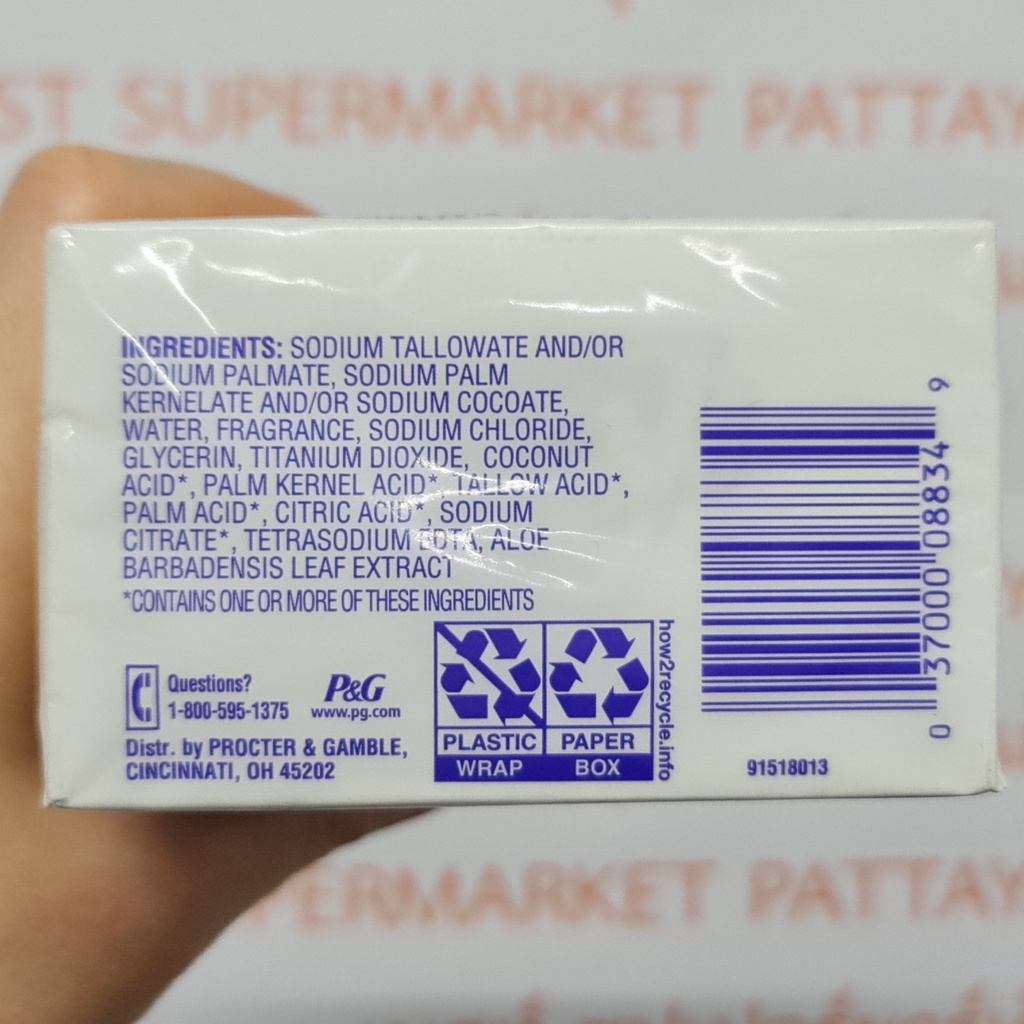 ST SUPERMARKET PATTAY
INGREDIENTS: SODIUM TALLOWATE AND/OR
SODIUM PALMATE, SODIUM PALM
KERNELATE AND/OR SODIUM COCOATE,
WATER, FRAGRANCE, SODIUM CHLORIDE,
GLYCERIN, TITANIUM DIOXIDE, COCONUT
ACID*, PALM KERNEL ACID*, TALLOW ACID*,
PALM ACID*, CITRIC ACID*, SODIUM
CITRATE*, TETRASODIUM EDTA, ALOE
BARBADENSIS LEAF EXTRACT
*CONTAINS ONE OR MORE OF THESE INGREDIENTS
Questions?
1-800-595-1375
P&G
www.pg.com
Distr. by PROCTER & GAMBLE,
CINCINNATI, OH 45202
PLASTIC PAPER
WRAP BOX
how2recycle.info
0 37000 08834 9
91518013
PERMARKET PATTAY